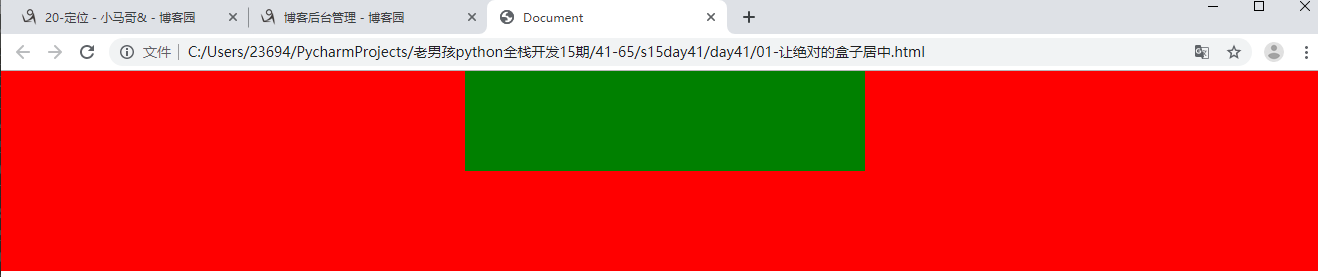 20-定位 - 小马哥& - 博客园
博客后台管理 - 博客园
Document
文件
C:/Users/23694/PycharmProjects/老男孩python全栈开发15期/41-65/s15day41/day41/01-让绝对的盒子居中.html